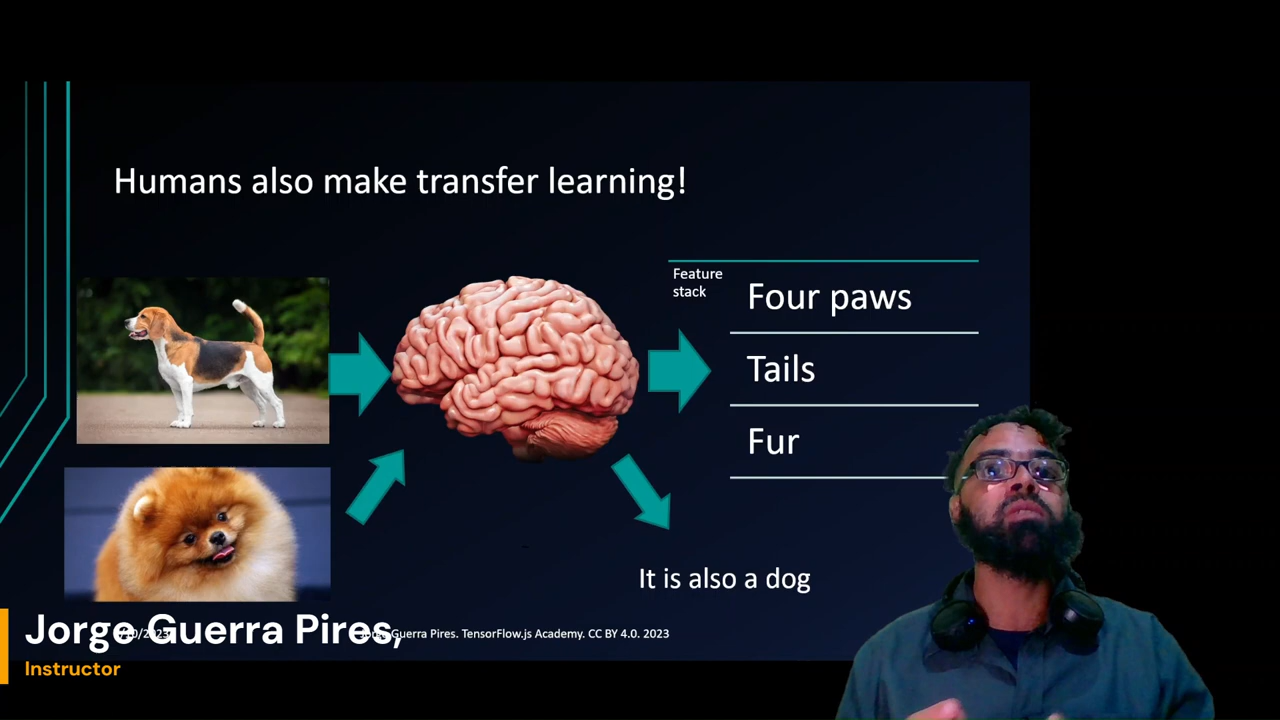 Humans also make transfer learning!
Feature
stack
Four paws
Tails
Fur
It is also a dog
Jorge Guerra Pires,
Guerra Pires. TensorFlow.js Academy. CC BY 4.0. 2023
Instructor